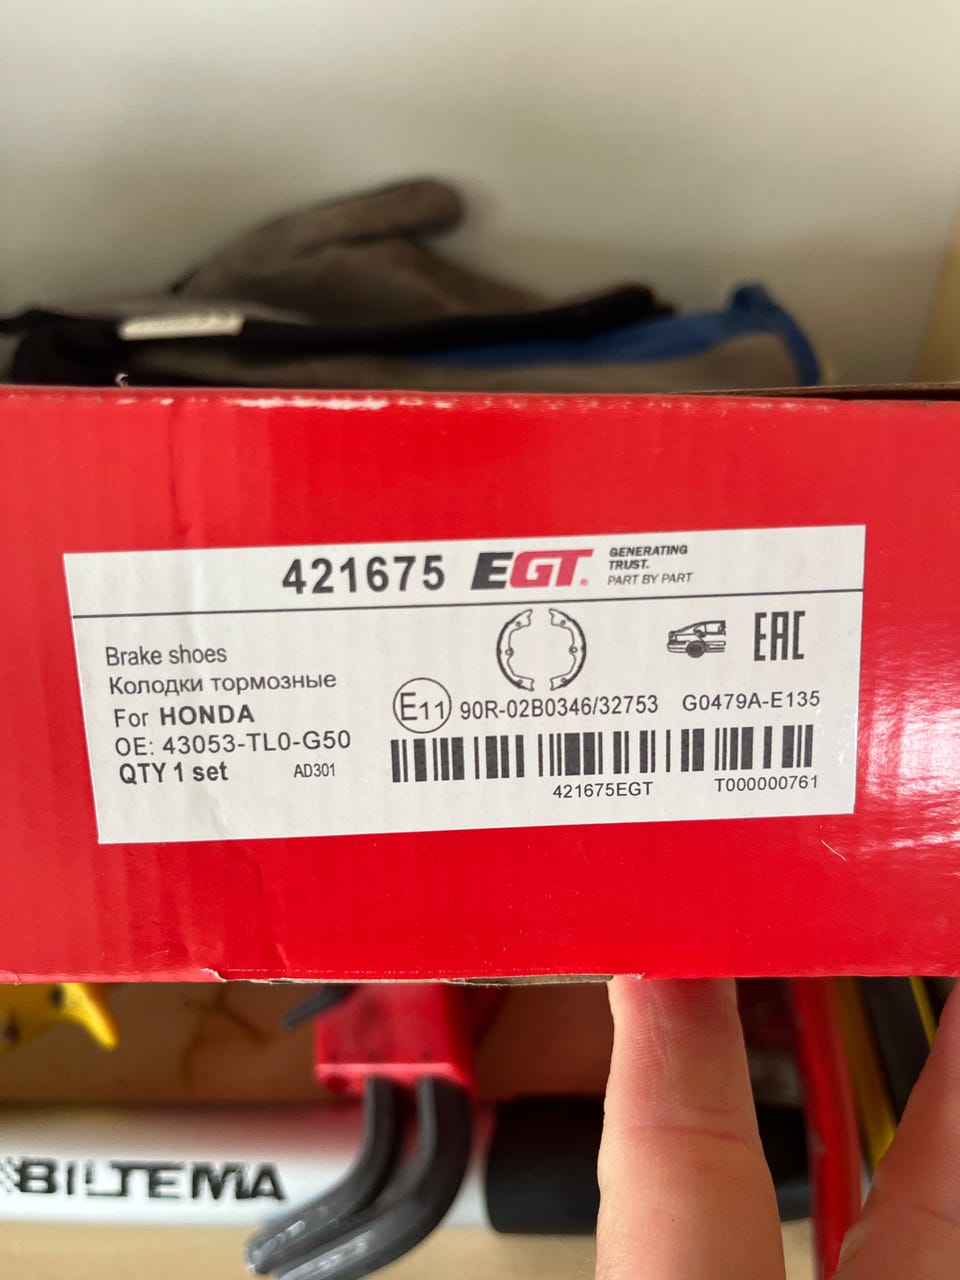 421675 EGT® GENERATING
TRUST.
PART BY PART
Brake shoes
Колодки тормозные
For HONDA
OE: 43053-TL0-G50
QTY 1 set AD301
EAC
E11 90R-02B0346/32753 G0479A-E135
421675EGT T000000761
BILTEMA